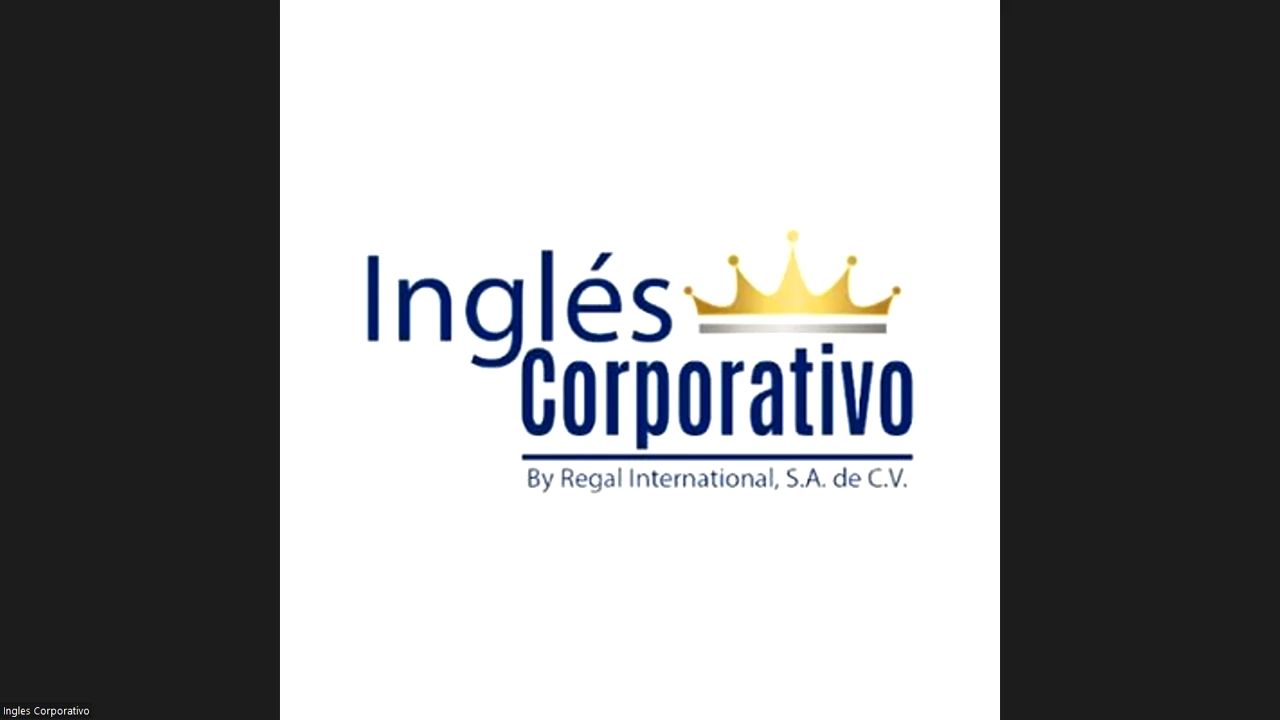 Inglés
Corporativo
By Regal International, S.A. de C.V.
Ingles Corporativo